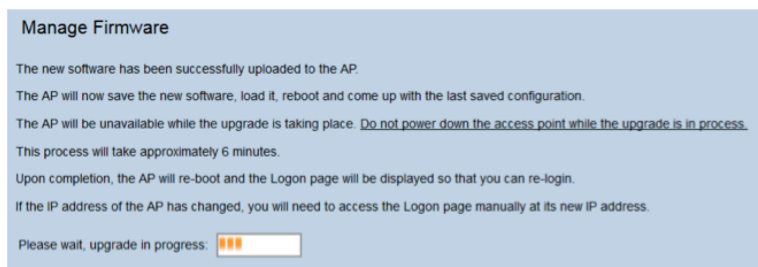 Manage Firmware
The new software has been successfully uploaded to the AP.
The AP will now save the new software, load it, reboot and come up with the last saved configuration.
The AP will be unavailable while the upgrade is taking place. Do not power down the access point while the upgrade is in process.
This process will take approximately 6 minutes.
Upon completion, the AP will re-boot and the Logon page will be displayed so that you can re-login.
If the IP address of the AP has changed, you will need to access the Logon page manually at its new IP address.
Please wait, upgrade in progress: